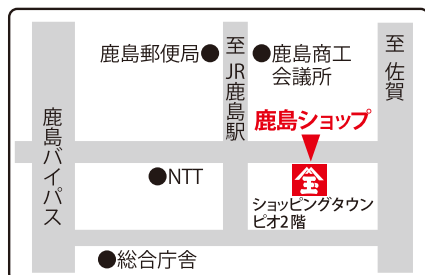 鹿島郵便局
至 JR鹿島駅
鹿島商工
会議所
至 佐賀
鹿島ショップ
鹿島バイパス
NTT
ショッピングタウン
ピオ2階
総合庁舎